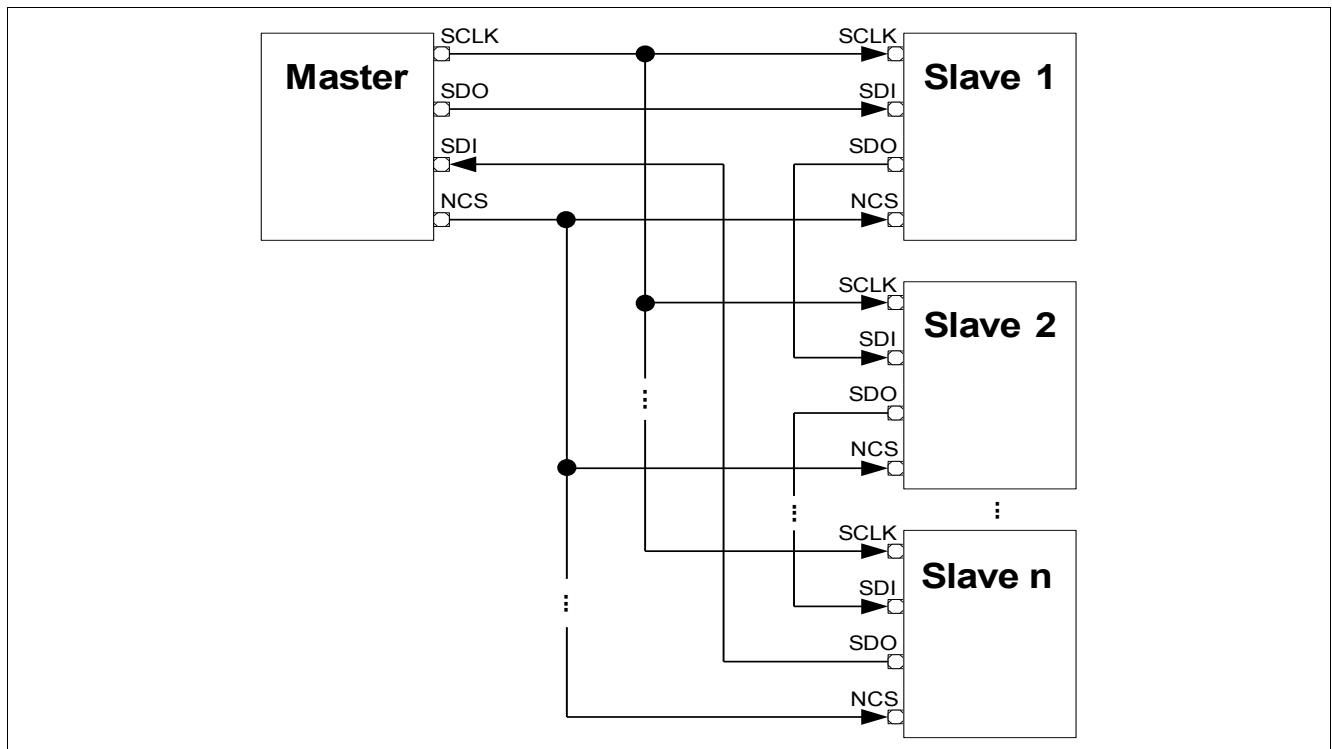 SCLK
SCLK
Master
Slave 1
SDO
SDI
SDI
SDO
NCS
NCS
SCLK
Slave 2
SDI
SDO
...
NCS
...
...
SCLK
Slave n
SDI
...
SDO
NCS